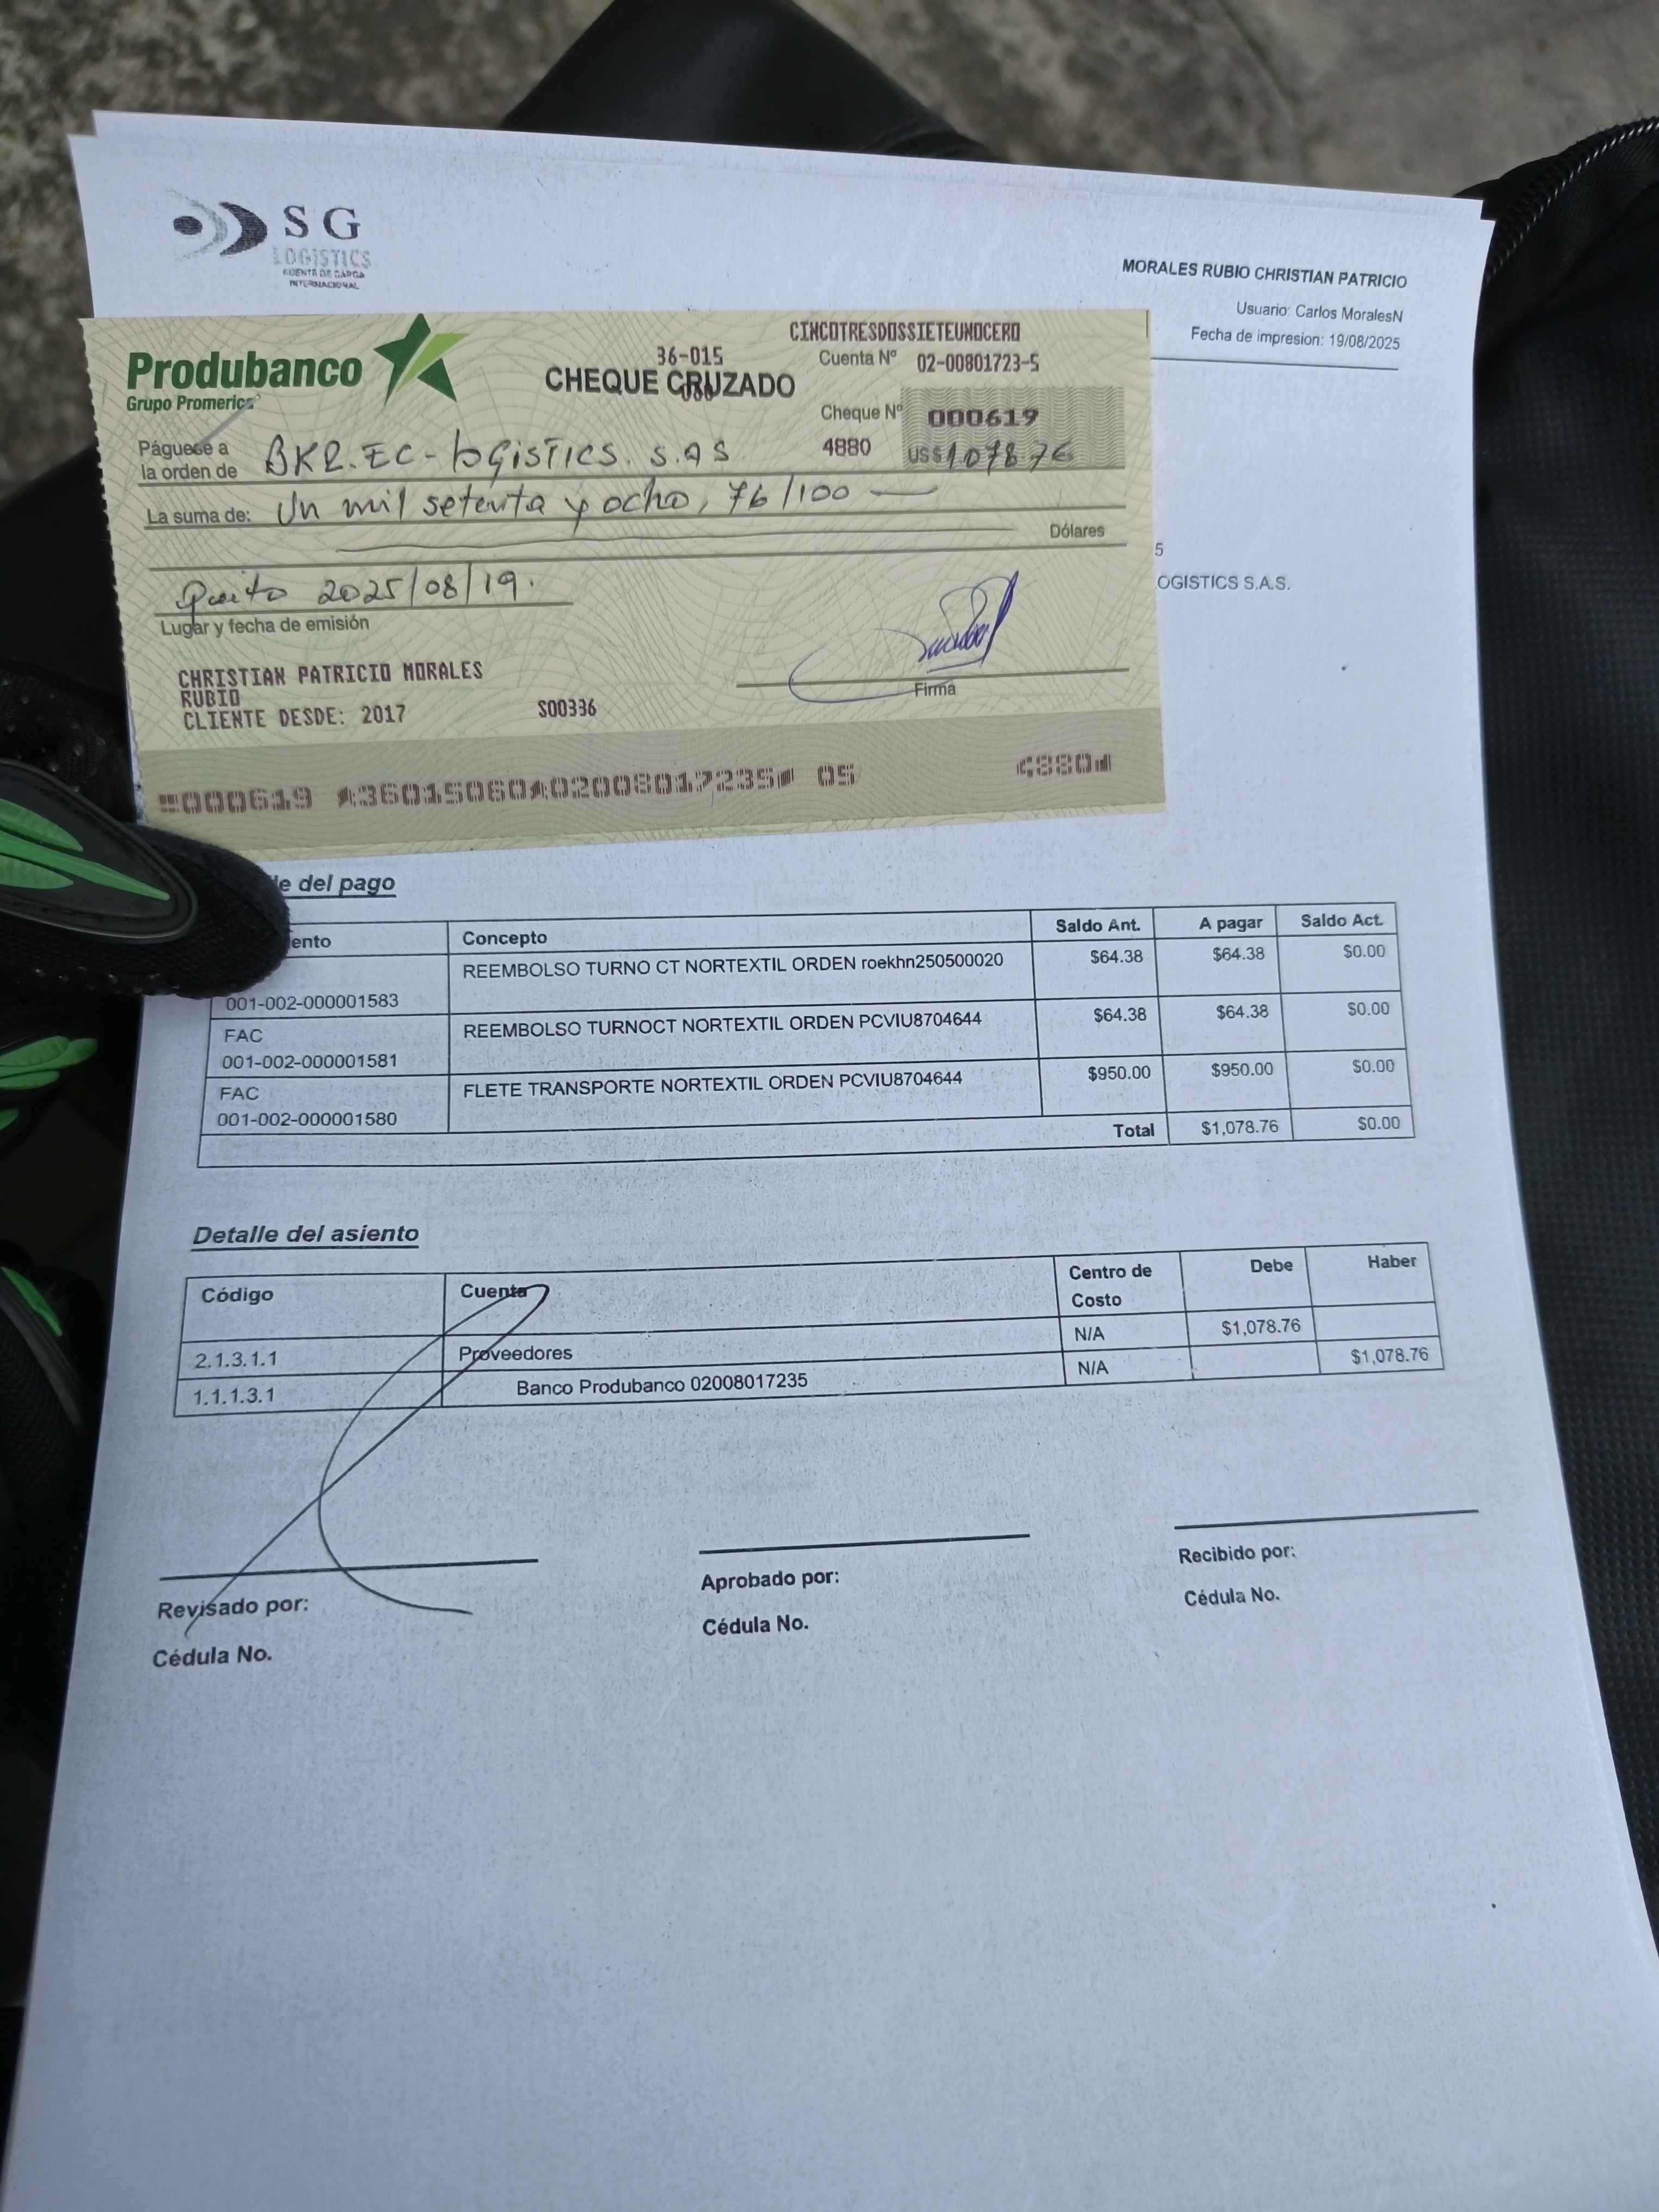 SG
LOGISTICS
AGENTE DE CARGA
INTERNACIONAL
MORALES RUBIO CHRISTIAN PATRICIO
Usuario: Carlos MoralesN
Fecha de impresion: 19/08/2025
Produbanco
Grupo Promerica
CINCOTRESDOSSIETEUNOCERO
36-015
CHEQUE CRUZADO
Cuenta Nº 02-00801723-5
Cheque Nº 000619
4880
US$ 1078 76
Páguese a
la orden de BKR.EC-logistics. S.AS
La suma de: Un mil setenta y ocho, 76/100
Dólares
Quito 2025/08/19.
Lugar y fecha de emisión
CHRISTIAN PATRICIO MORALES
RUBIO
CLIENTE DESDE: 2017
S00336
Firma
000619 36015060 02008017235 05 4880
5
OGISTICS S.A.S.
le del pago
ento Concepto Saldo Ant. A pagar Saldo Act.
001-002-000001583 REEMBOLSO TURNO CT NORTEXTIL ORDEN roekhn250500020 $64.38 $64.38 $0.00
FAC
001-002-000001581 REEMBOLSO TURNOCT NORTEXTIL ORDEN PCVIU8704644 $64.38 $64.38 $0.00
FAC
001-002-000001580 FLETE TRANSPORTE NORTEXTIL ORDEN PCVIU8704644 $950.00 $950.00 $0.00
Total $1,078.76 $0.00
Detalle del asiento
Código Cuenta Centro de Costo Debe Haber
2.1.3.1.1 Proveedores N/A $1,078.76
1.1.1.3.1 Banco Produbanco 02008017235 N/A $1,078.76
Revisado por:
Cédula No.
Aprobado por:
Cédula No.
Recibido por:
Cédula No.